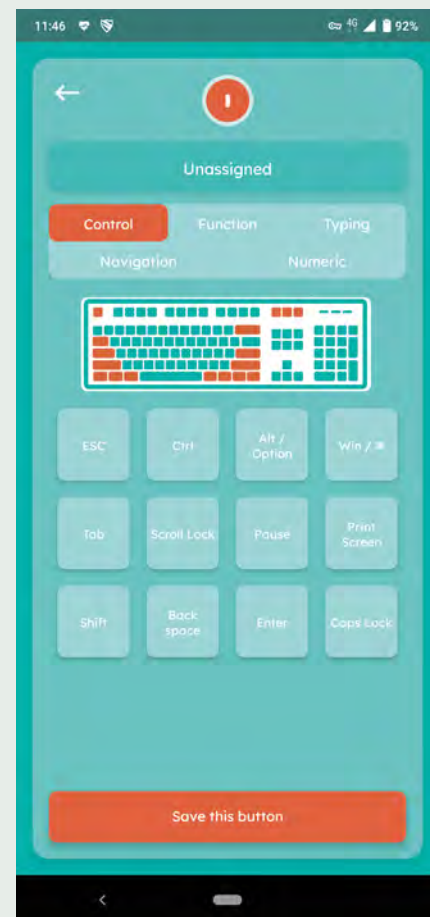 11:46 4G 92%
Unassigned
Control Function Typing
Navigation Numeric
ESC Ctrl Alt / Option Win / ⌘
Tab Scroll Lock Pause Print Screen
Shift Back space Enter Caps Lock
Save this button